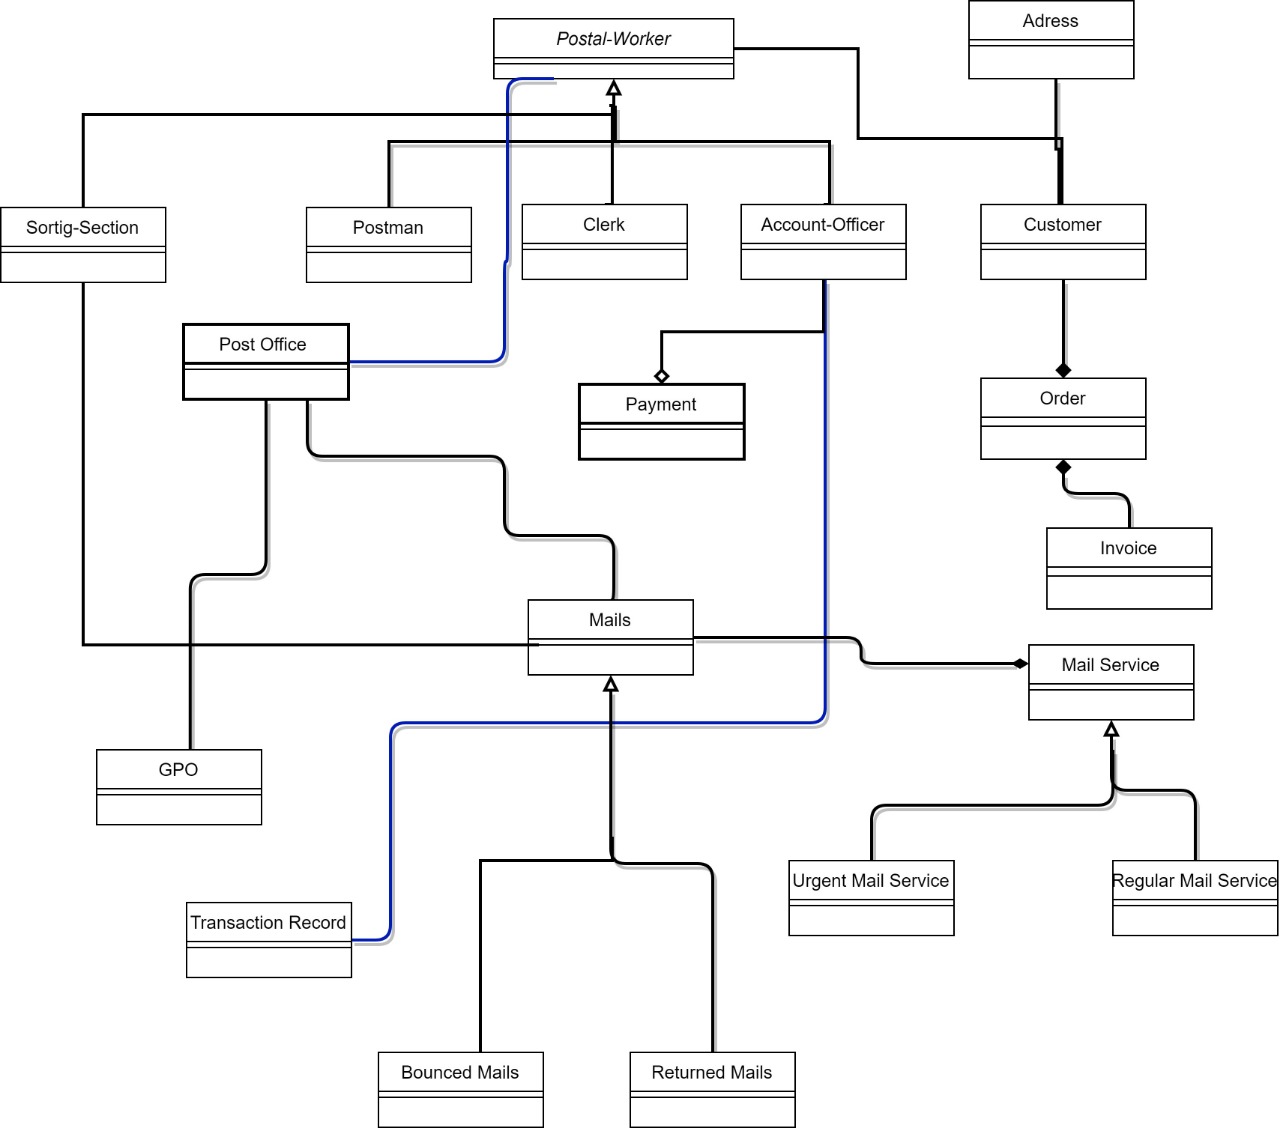 Postal-Worker
Adress
Sortig-Section
Postman
Clerk
Account-Officer
Customer
Post Office
Payment
Order
Invoice
Mails
Mail Service
GPO
Urgent Mail Service
Regular Mail Service
Transaction Record
Bounced Mails
Returned Mails